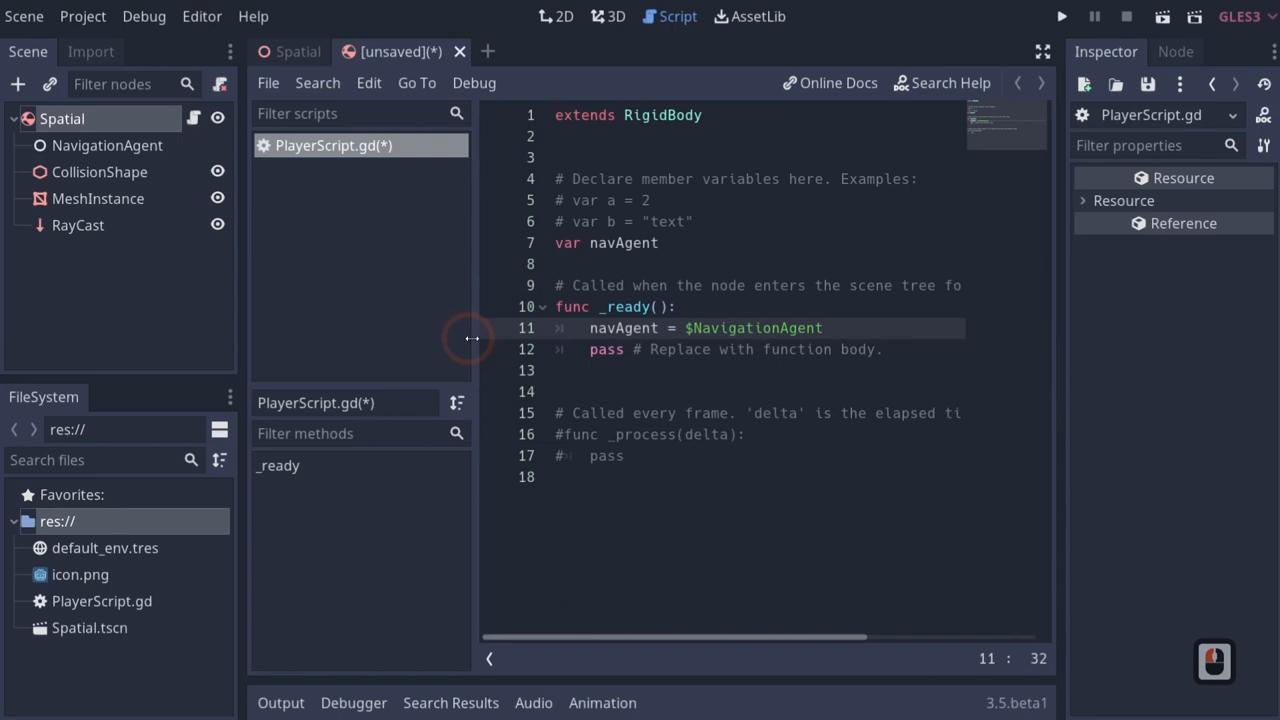 Scene Project Debug Editor Help
2D 3D Script AssetLib
GLES3
Scene Import
Filter nodes
Spatial
NavigationAgent
CollisionShape
MeshInstance
RayCast
FileSystem
res://
Search files
Favorites:
res://
default_env.tres
icon.png
PlayerScript.gd
Spatial.tscn
Spatial [unsaved](*)
File Search Edit Go To Debug
Online Docs Search Help
Filter scripts
PlayerScript.gd(*)
PlayerScript.gd(*)
Filter methods
_ready
1 extends RigidBody
2
3
4 # Declare member variables here. Examples:
5 # var a = 2
6 # var b = "text"
7 var navAgent
8
9 # Called when the node enters the scene tree fo
10 func _ready():
11 navAgent = $NavigationAgent
12 pass # Replace with function body.
13
14
15 # Called every frame. 'delta' is the elapsed ti
16 #func _process(delta):
17 # pass
18
11 : 32
Output Debugger Search Results Audio Animation
3.5.beta1
Inspector Node
PlayerScript.gd
Filter properties
Resource
Resource
Reference